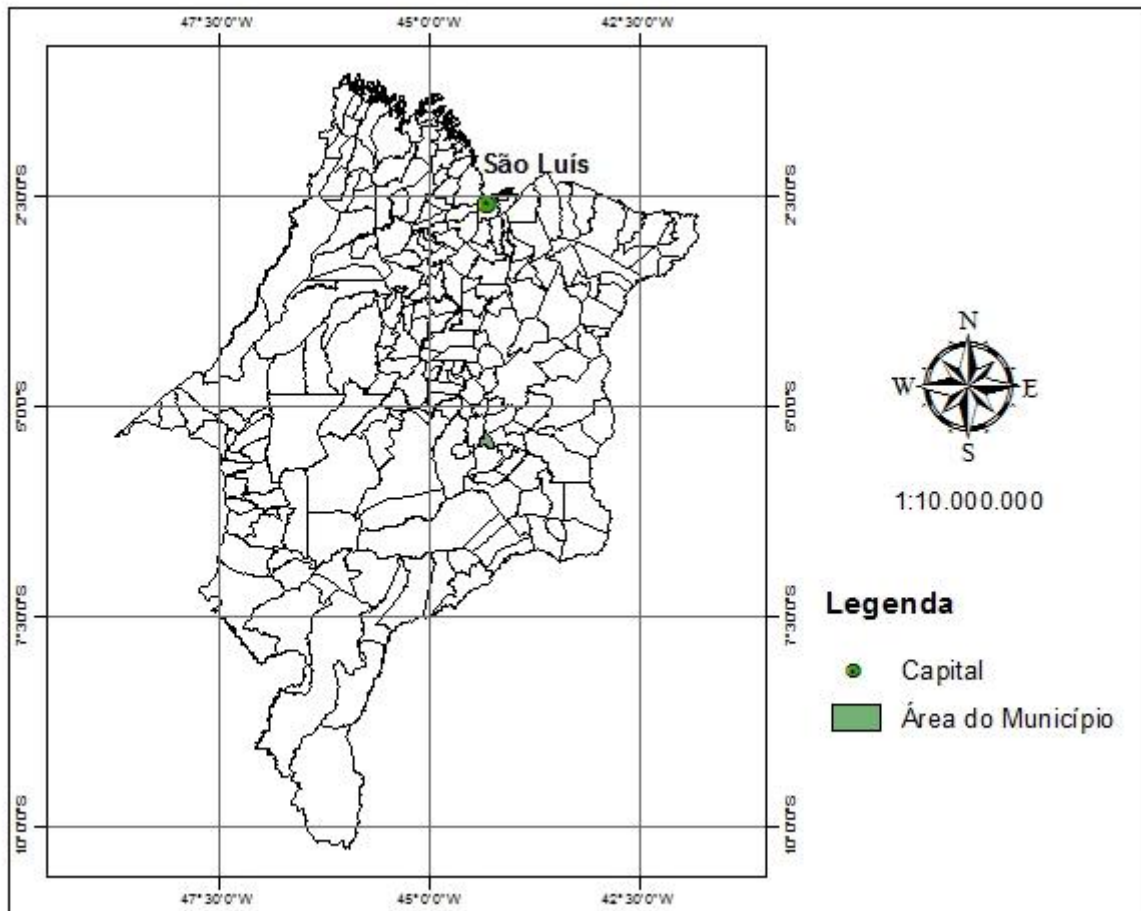 47°30'0"W 45°0'0"W 42°30'0"W
São Luís
2°30'0"S 2°30'0"S
5°0'0"S 5°0'0"S
7°30'0"S 7°30'0"S
10°0'0"S 10°0'0"S
47°30'0"W 45°0'0"W 42°30'0"W
N
W E
S
1:10.000.000
Legenda
Capital
Área do Município